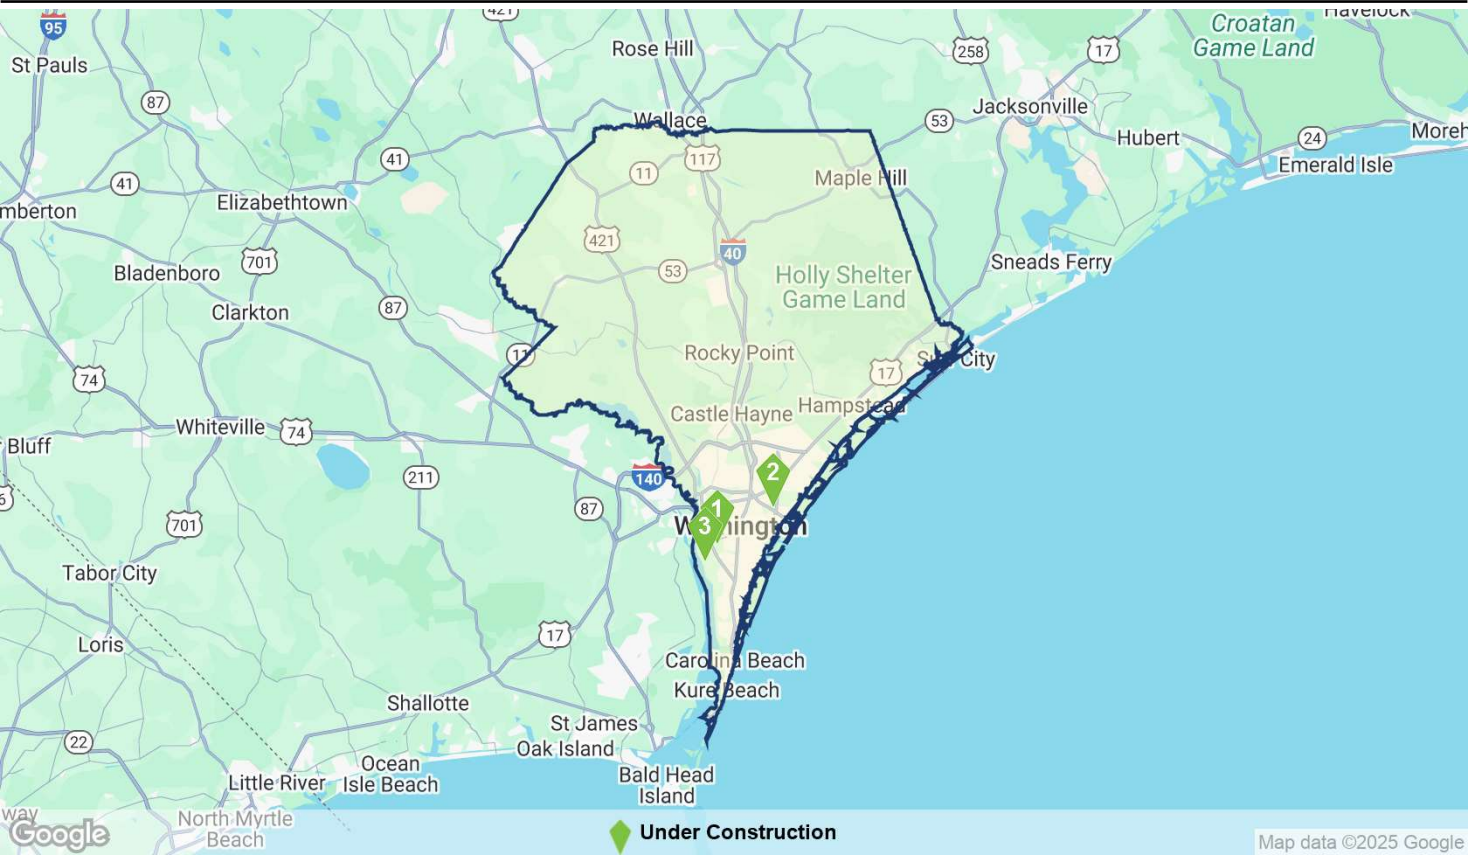 421
Havelock
95
Croatan
Game Land
Rose Hill
258
17
St Pauls
87
Jacksonville
Wallace
53
Hubert
24
Moreh
41
117
Emerald Isle
11
Maple Hill
41
mberton
Elizabethtown
421
40
701
53
Sneads Ferry
Bladenboro
Holly Shelter
Game Land
Clarkton
87
11
Rocky Point
City
17
74
Castle Hayne
Hampstead
Whiteville
74
Bluff
211
140
2
6
87
1
701
W
3
ington
Tabor City
17
Loris
Carolina Beach
Kure Beach
Shallotte
St James
22
Oak Island
Ocean
Isle Beach
Little River
Bald Head
Island
way
North Myrtle
Beach
Google
Under Construction
Map data ©2025 Google